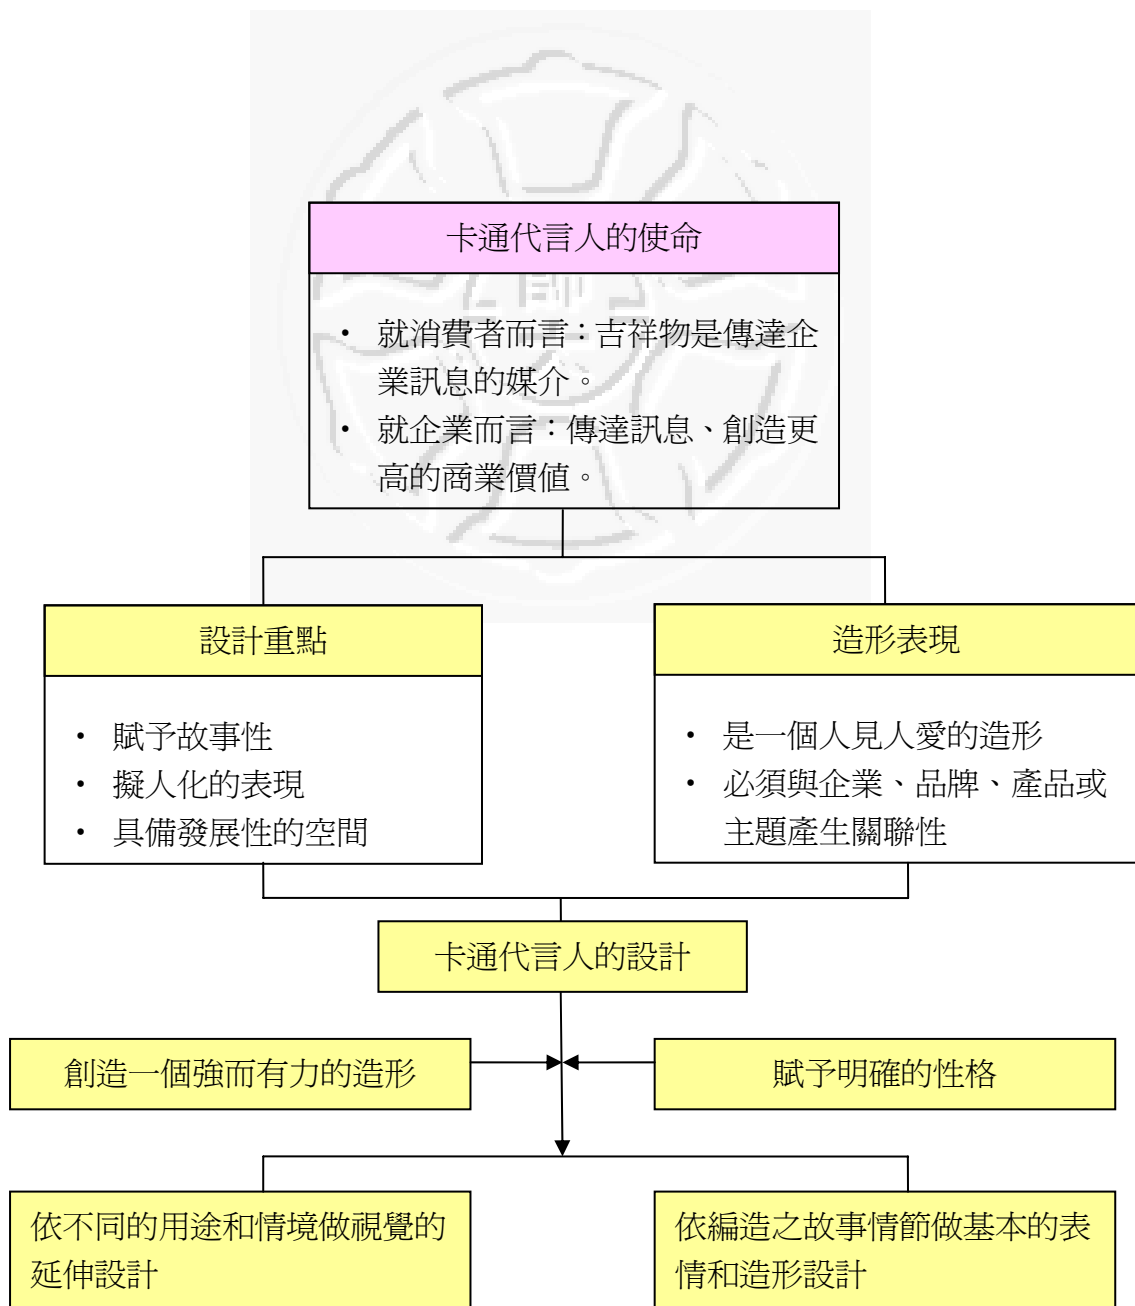 卡通代言人的使命
• 就消費者而言：吉祥物是傳達企
業訊息的媒介。
• 就企業而言：傳達訊息、創造更
高的商業價值。
設計重點
• 賦予故事性
• 擬人化的表現
• 具備發展性的空間
造形表現
• 是一個人見人愛的造形
• 必須與企業、品牌、產品或
主題產生關聯性
卡通代言人的設計
創造一個強而有力的造形
賦予明確的性格
依不同的用途和情境做視覺的
延伸設計
依編造之故事情節做基本的表
情和造形設計